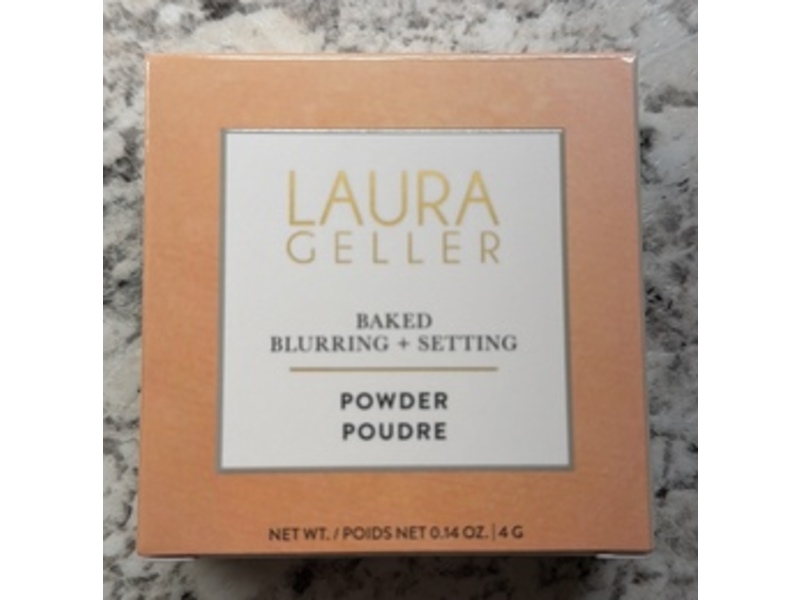 LAURA
GELLER
BAKED
BLURRING + SETTING
POWDER
POUDRE
NET WT. / POIDS NET 0.14 OZ. | 4 G